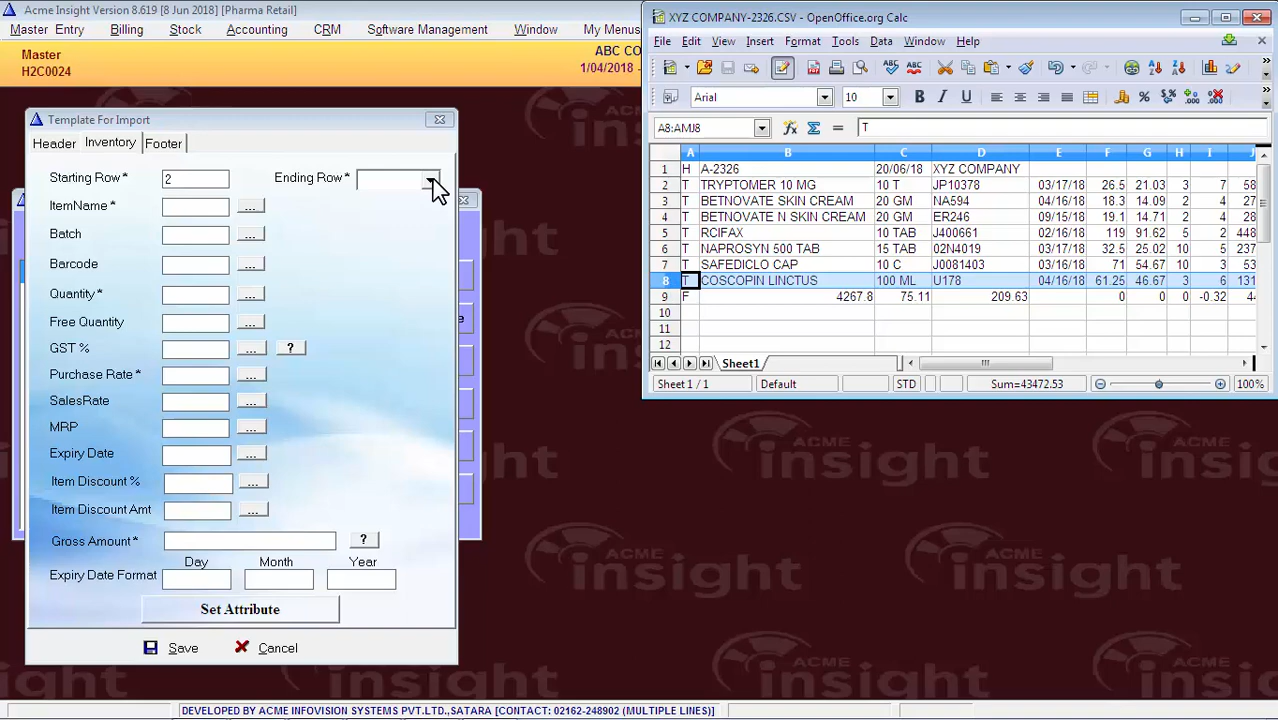 Acme Insight Version 8.619 [8 Jun 2018] [Pharma Retail]
Master Entry Billing Stock Accounting CRM Software Management Window My Menus
Master
H2C0024
ABC CO
1/04/2018 -
Template For Import
Header Inventory Footer
Starting Row * 2 Ending Row *
ItemName * ...
Batch ...
Barcode ...
Quantity * ...
Free Quantity ...
GST % ... ?
Purchase Rate * ...
SalesRate ...
MRP ...
Expiry Date ...
Item Discount % ...
Item Discount Amt ...
Gross Amount * ?
Day Month Year
Expiry Date Format
Set Attribute
Save Cancel
XYZ COMPANY-2326.CSV - OpenOffice.org Calc
File Edit View Insert Format Tools Data Window Help
Arial 10 B I U
A8:AMJ8 T
A B C D E F G H I J
1 H A-2326 20/06/18 XYZ COMPANY
2 T TRYPTOMER 10 MG 10 T JP10378 03/17/18 26.5 21.09 3 7 58
3 T BETNOVATE SKIN CREAM 20 GM NA594 04/16/18 18.3 14.09 2 4 27
4 T BETNOVATE N SKIN CREAM 20 GM ER246 09/15/18 19.1 14.71 2 4 28
5 T RCIFAX 10 TAB J400661 02/16/18 119 91.62 5 2 448
6 T NAPROSYN 500 TAB 15 TAB 02N4019 03/17/18 32.5 25.02 10 5 237
7 T SAFEDICLO CAP 10 C J0081403 03/16/18 71 54.67 10 3 53
8 T COSCOPIN LINCTUS 100 ML U178 04/16/18 61.25 46.67 3 6 131
9 F 4267.8 75.11 209.63 0 0 0 -0.32 4
10
11
12
Sheet1
Sheet 1 / 1 Default STD Sum=43472.53 100%
ACME
insight
DEVELOPED BY ACME INFOVISION SYSTEMS PVT.LTD.,SATARA [CONTACT: 02162-248902 (MULTIPLE LINES)]